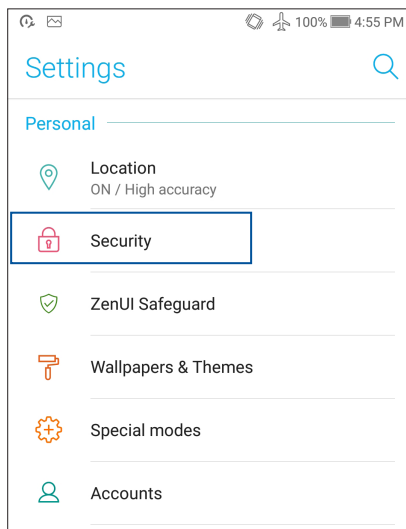 100% 4:55 PM
Settings
Personal
Location
ON / High accuracy
Security
ZenUI Safeguard
Wallpapers & Themes
Special modes
Accounts